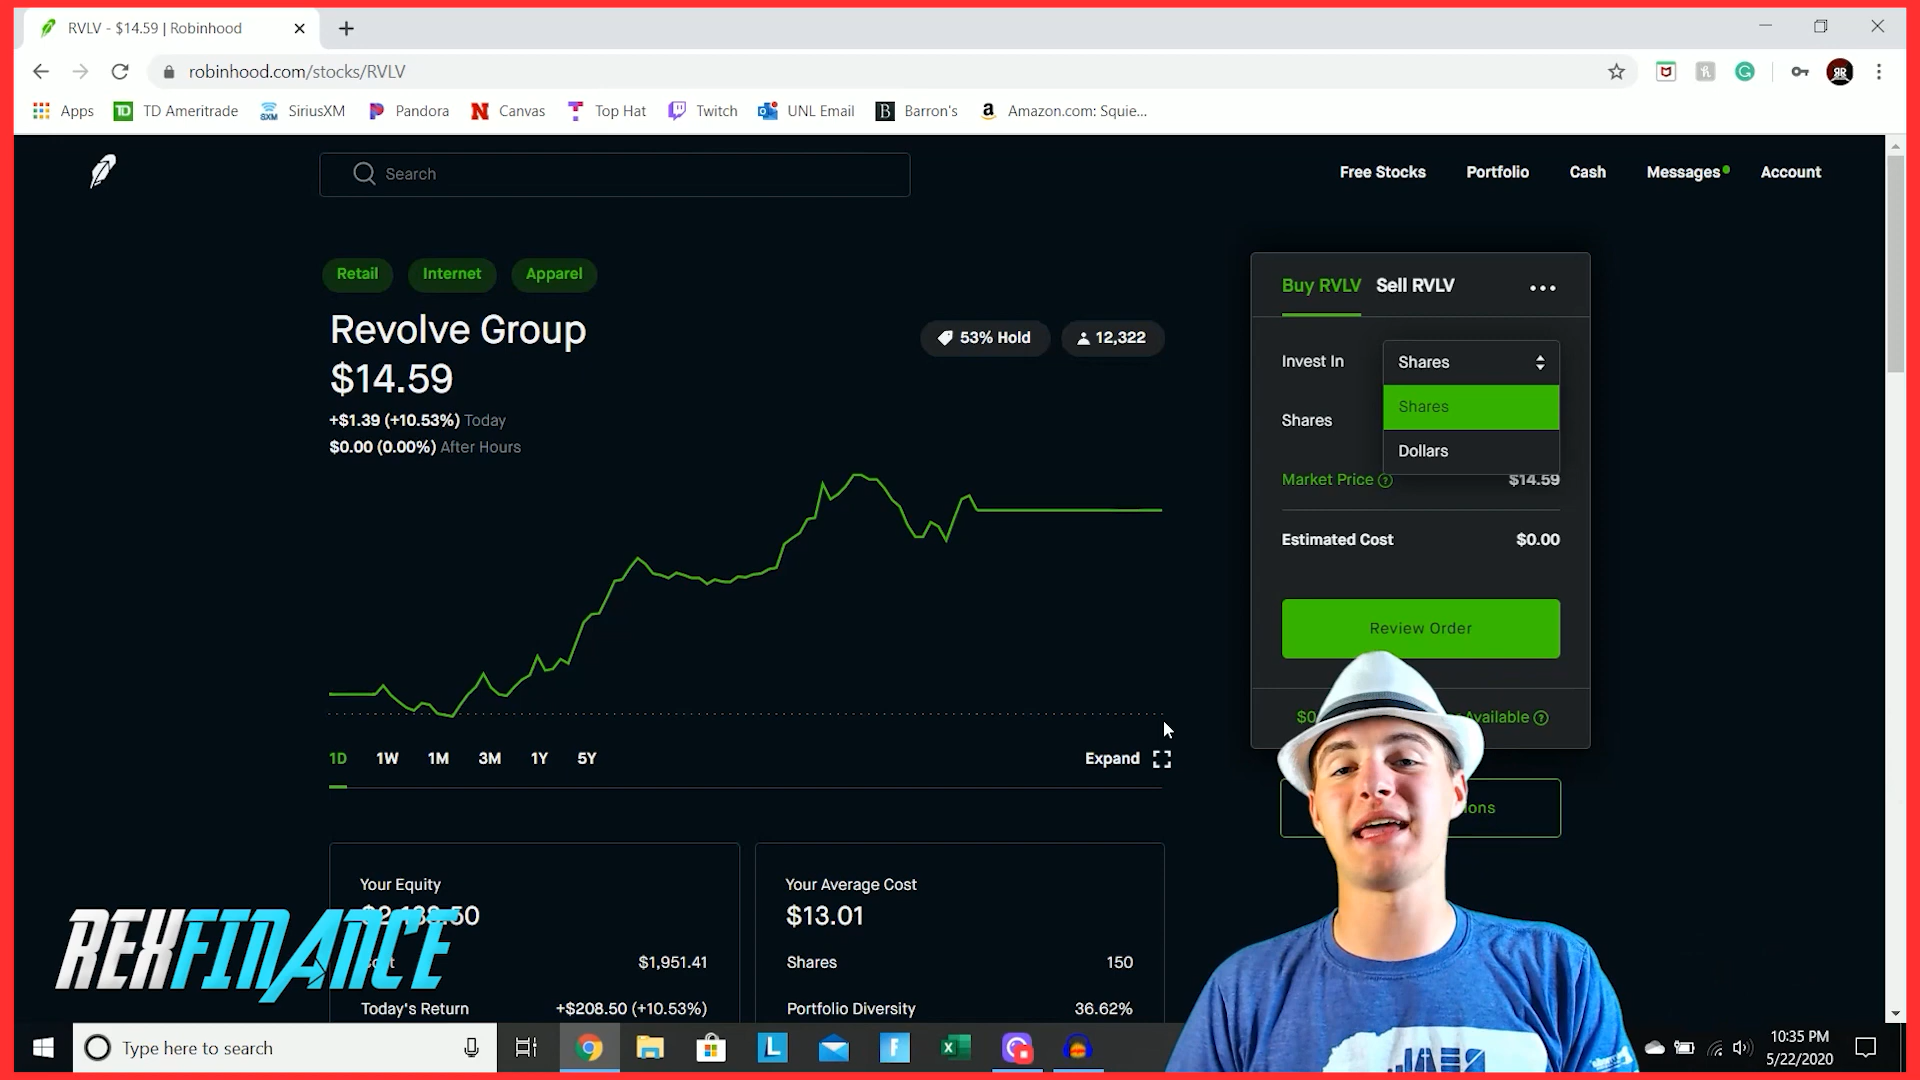 RVLV - $14.59 | Robinhood
robinhood.com/stocks/RVLV
Apps TD Ameritrade SiriusXM Pandora Canvas Top Hat Twitch UNL Email Barron's Amazon.com: Squie...
Search
Free Stocks Portfolio Cash Messages Account
Retail Internet Apparel
Revolve Group
$14.59
+$1.39 (+10.53%) Today
$0.00 (0.00%) After Hours
53% Hold 12,322
1D 1W 1M 3M 1Y 5Y Expand
Buy RVLV Sell RVLV
Invest In Shares
Shares
Shares Dollars
Market Price $14.59
Estimated Cost $0.00
Review Order
Available
Your Equity
Your Average Cost
$13.01
$1,951.41
Shares 150
Today's Return +$208.50 (+10.53%)
Portfolio Diversity 36.62%
REXFINANCE
Type here to search
10:35 PM
5/22/2020